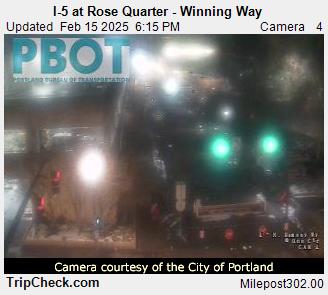 I-5 at Rose Quarter - Winning Way
Updated Feb 15 2025 6:15 PM Camera 4
PBOT
PORTLAND BUREAU OF TRANSPORTATION
Camera courtesy of the City of Portland
TripCheck.com Milepost302.00